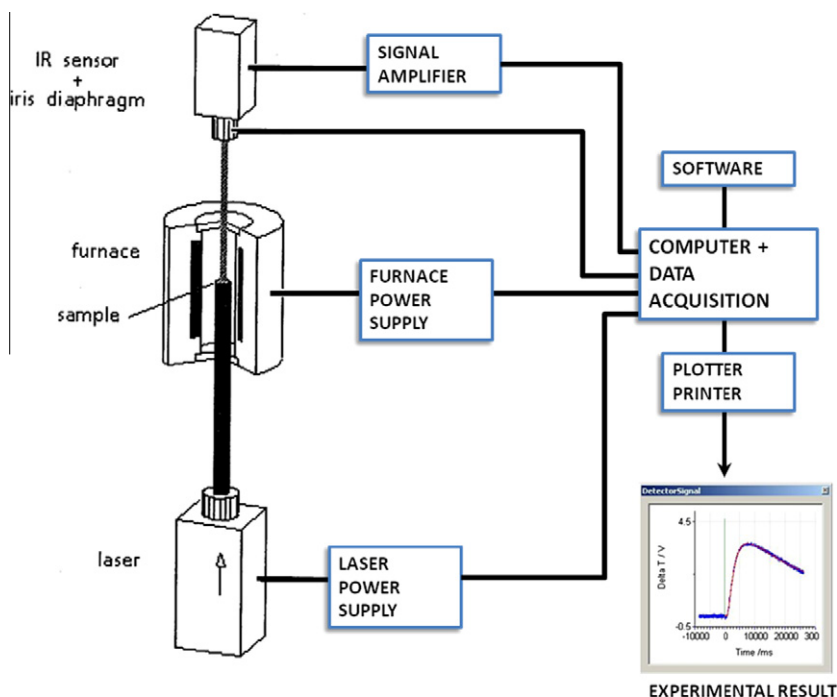 IR sensor
+
iris diaphragm
SIGNAL
AMPLIFIER
SOFTWARE
furnace
sample
FURNACE
POWER
SUPPLY
COMPUTER +
DATA
ACQUISITION
PLOTTER
PRINTER
laser
LASER
POWER
SUPPLY
DetectorSignal
4.5
Delta T / V
-0.5
-10000 0 10000 20000 300
Time /ms
EXPERIMENTAL RESULT